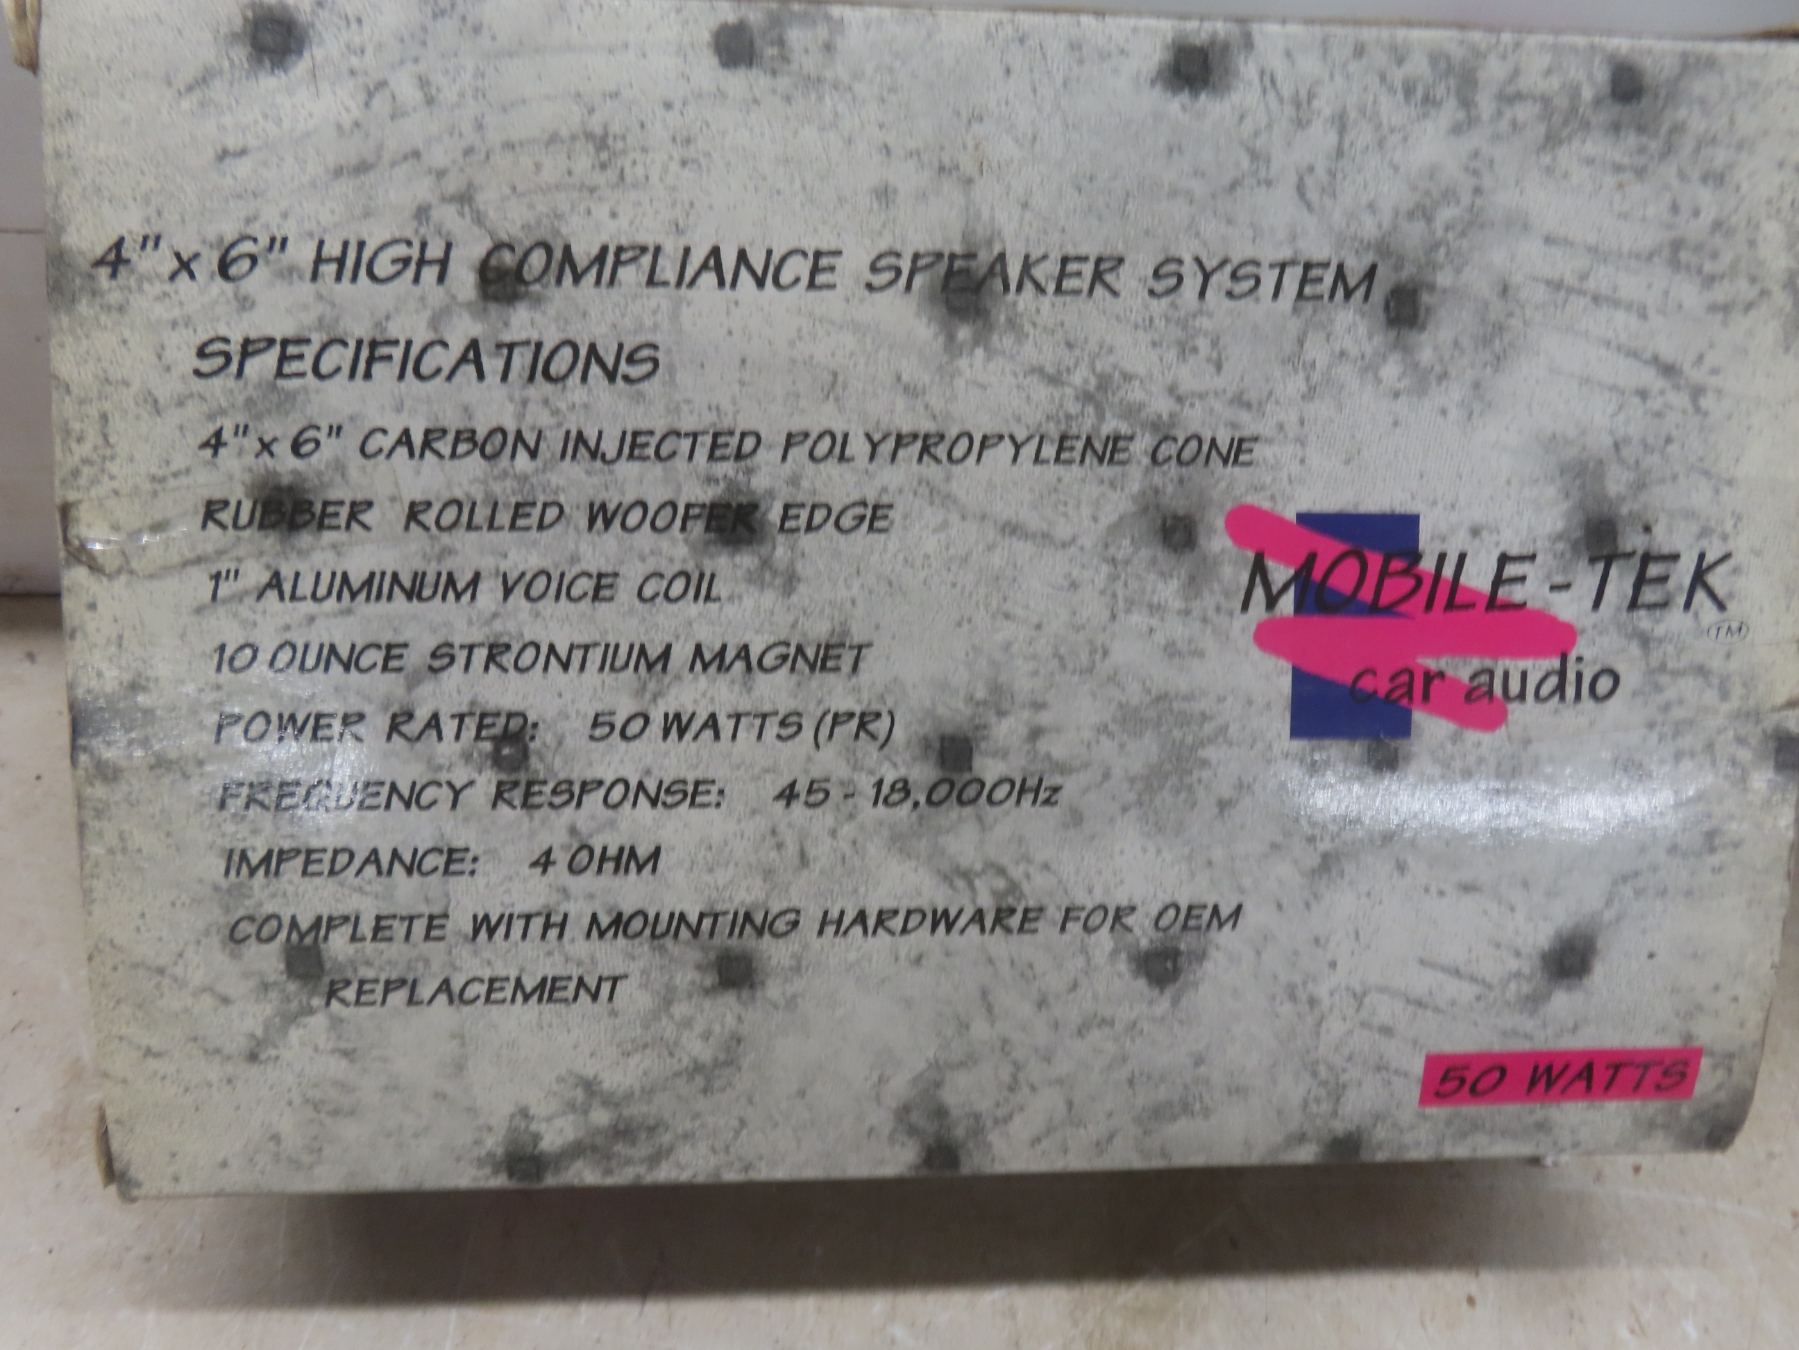 4" x 6" HIGH COMPLIANCE SPEAKER SYSTEM
SPECIFICATIONS
4" x 6" CARBON INJECTED POLYPROPYLENE CONE
RUBBER ROLLED WOOFER EDGE
1" ALUMINUM VOICE COIL
10 OUNCE STRONTIUM MAGNET
POWER RATED: 50 WATTS (PR)
FREQUENCY RESPONSE: 45 - 18,000Hz
IMPEDANCE: 4 OHM
COMPLETE WITH MOUNTING HARDWARE FOR OEM
REPLACEMENT
MOBILE-TEK
TM
car audio
50 WATTS